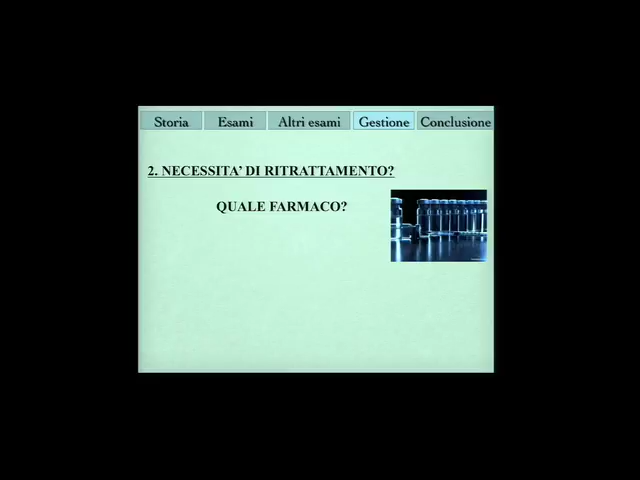 Storia Esami Altri esami Gestione Conclusione
2. NECESSITA' DI RITRATTAMENTO?
QUALE FARMACO?